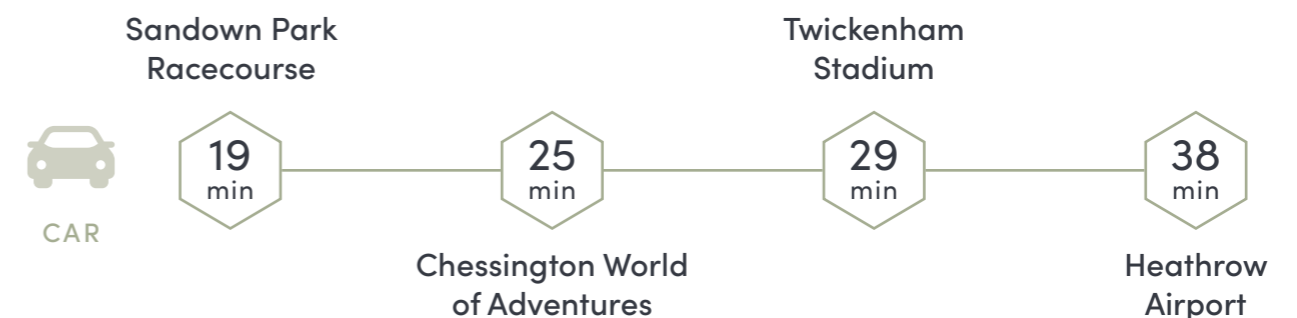 Sandown Park
Racecourse
Twickenham
Stadium
19
min
25
min
29
min
38
min
CAR
Chessington World
of Adventures
Heathrow
Airport